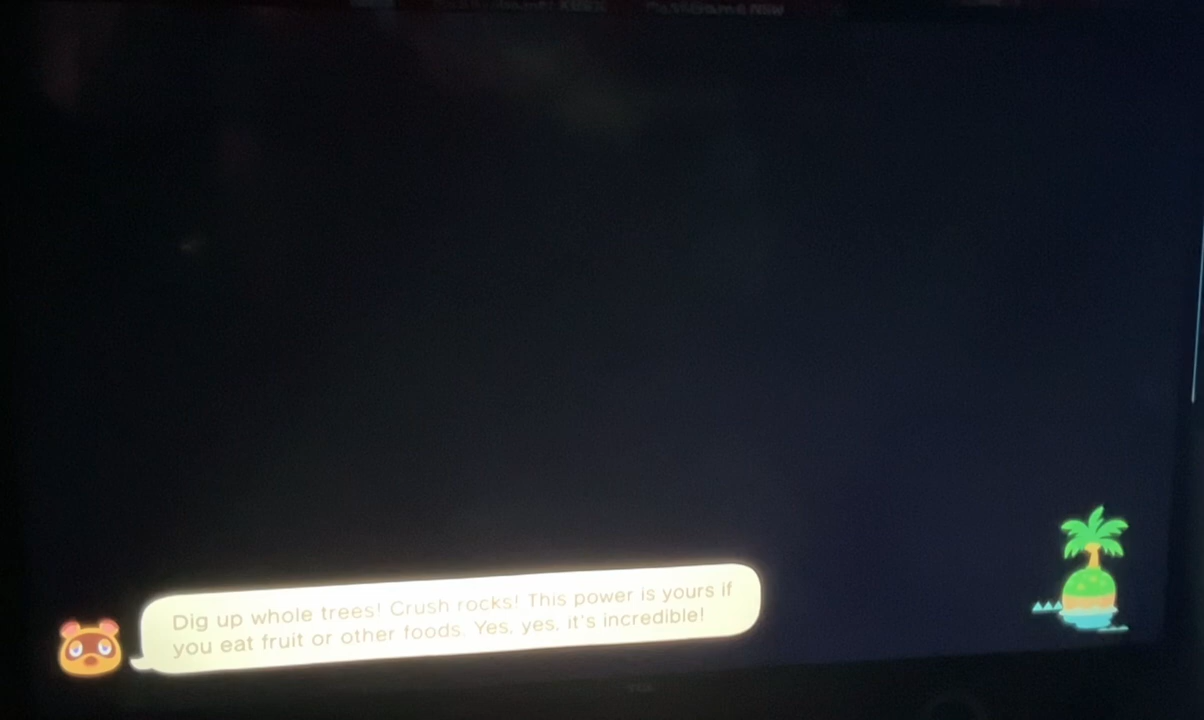 Dig up whole trees! Crush rocks! This power is yours if
you eat fruit or other foods. Yes, yes, it's incredible!